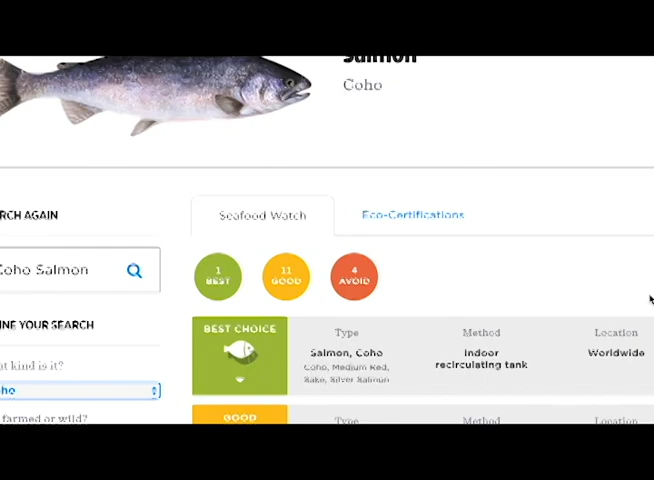 Salmon
Coho
RCH AGAIN
Seafood Watch
Eco-Certifications
Coho Salmon
1
BEST
11
GOOD
4
AVOID
INE YOUR SEARCH
BEST CHOICE
Type
Method
Location
Salmon, Coho
Indoor
recirculating tank
Worldwide
Coho, Medium Red,
Sake, Silver Salmon
t kind is it?
ho
farmed or wild?
GOOD
Type
Method
Location